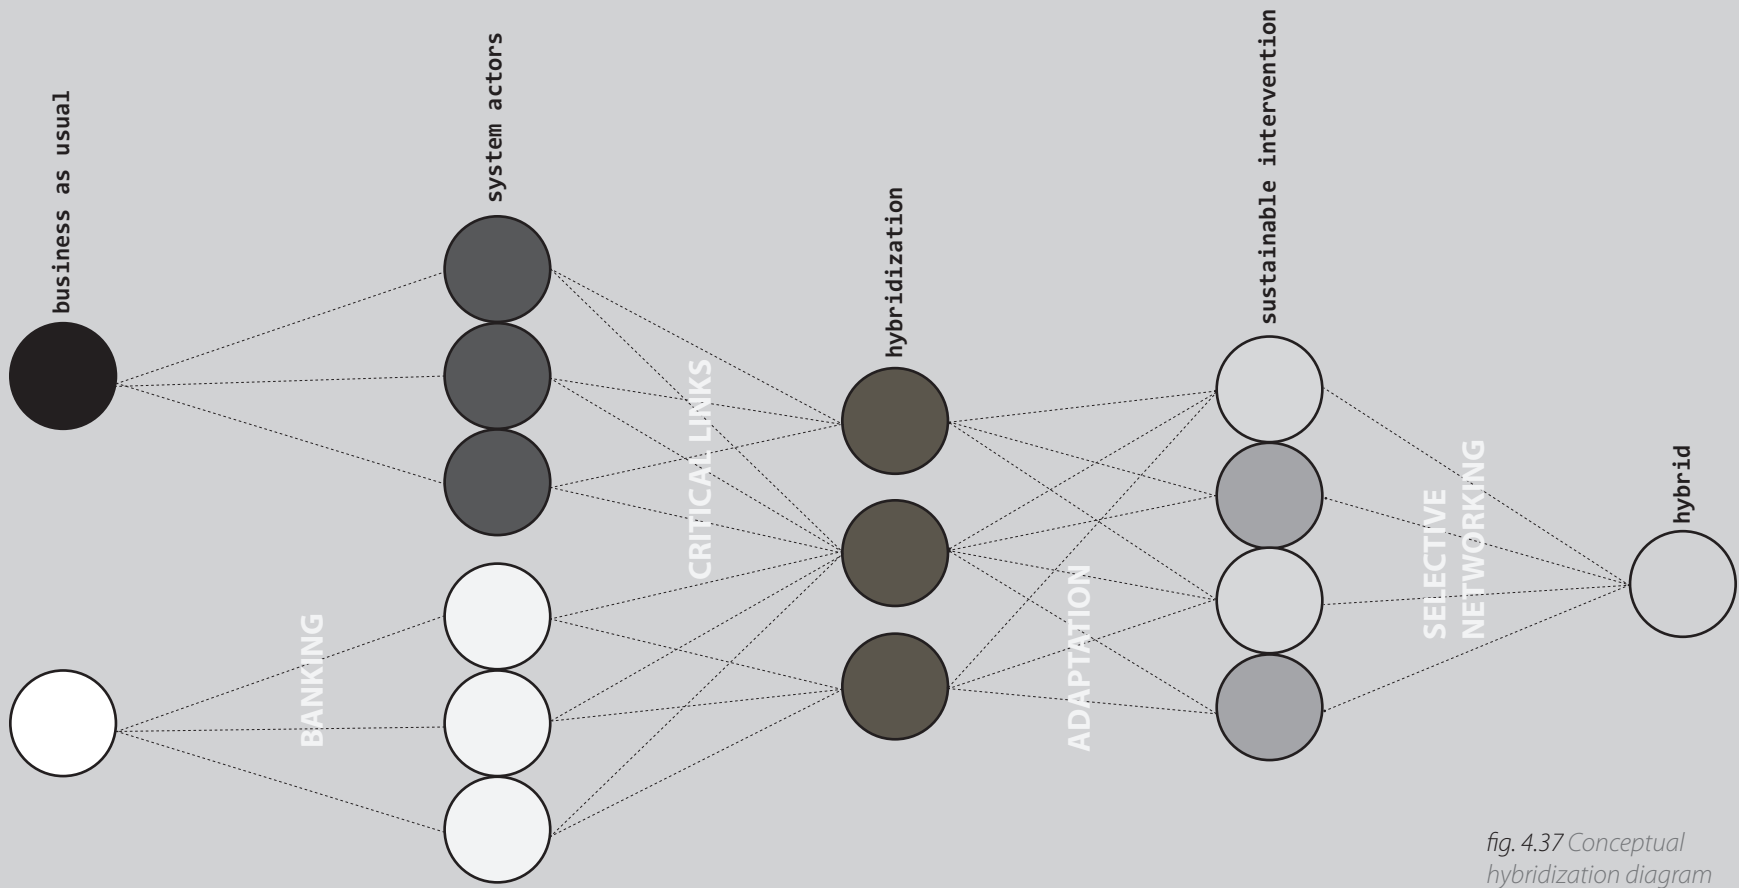 business as usual
system actors
hybridization
sustainable intervention
hybrid
BANKING
CRITICAL LINKS
ADAPTATION
SELECTIVE
NETWORKING
fig. 4.37 Conceptual
hybridization diagram